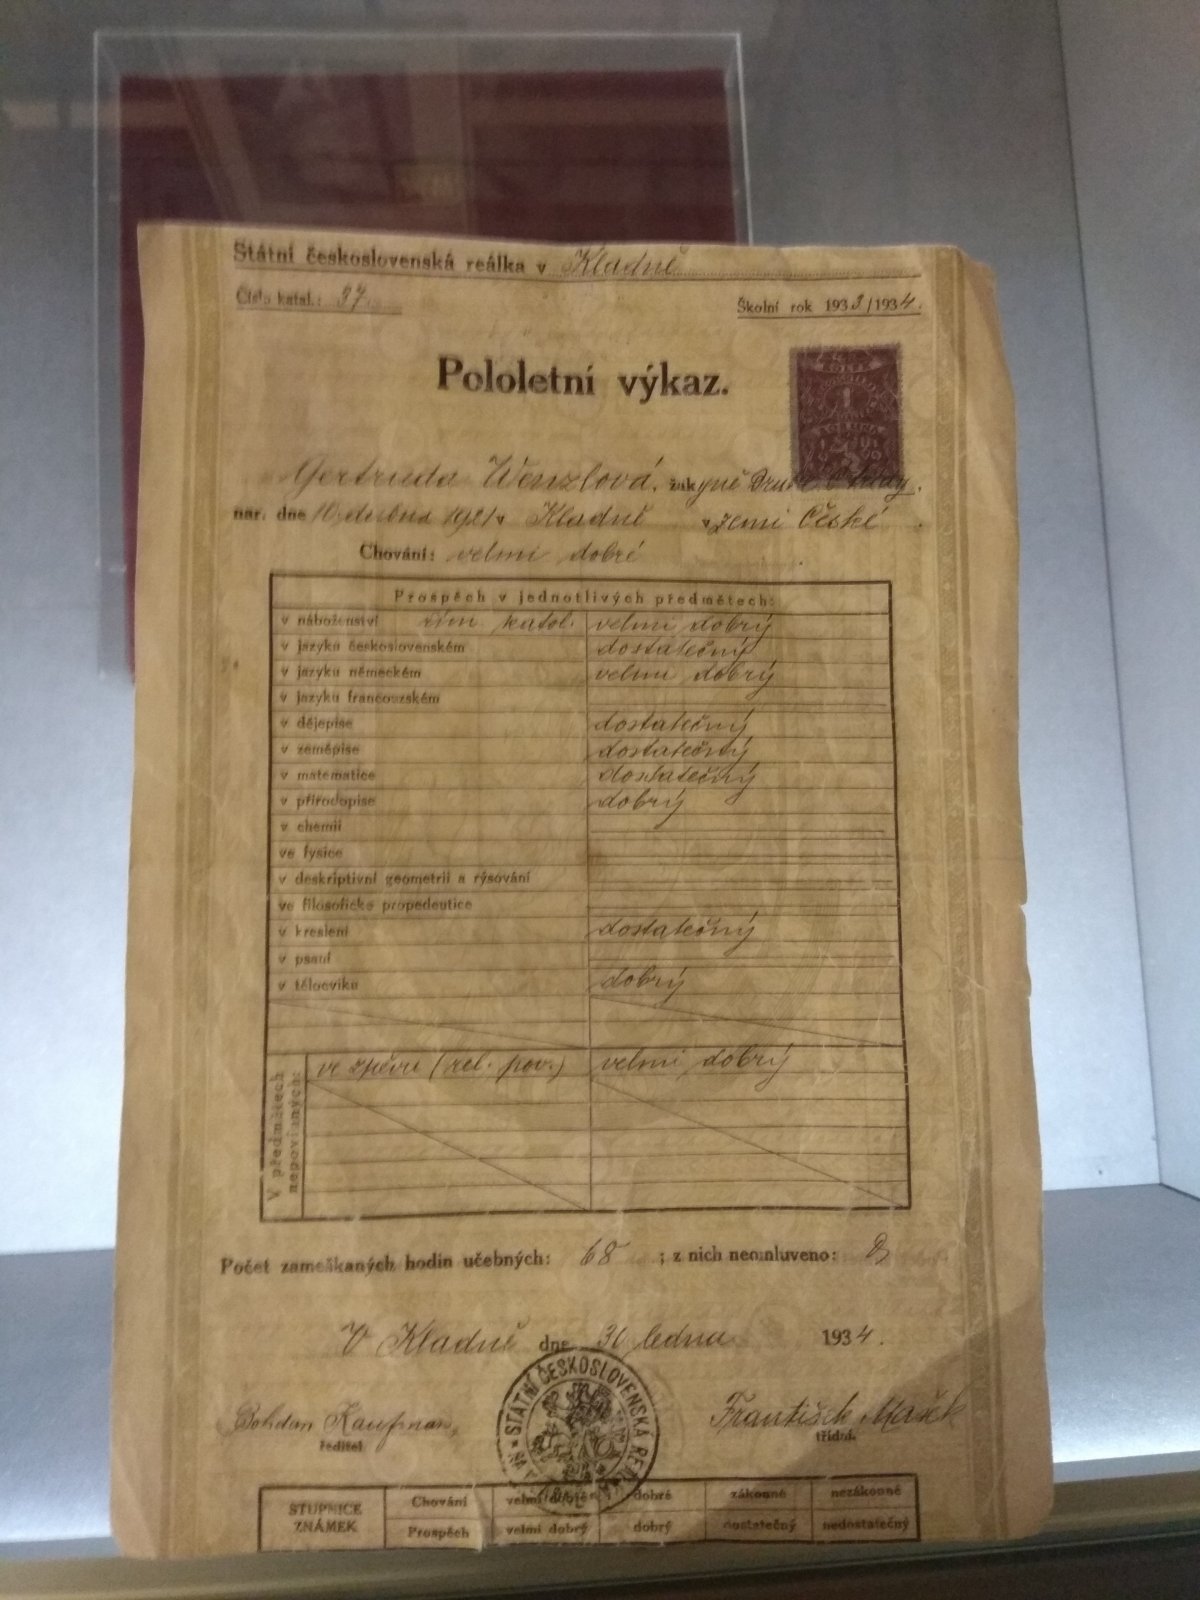 Státní československá reálka v Kladně
Číslo katal.: 37. Školní rok 1933/1934.
Pololetní výkaz.
Gertruda Wenzlová, žákyně druhé třídy.
nar. dne 10. dubna 1921 v Kladně v zemi České.
Chování: velmi dobré
Prospěch v jednotlivých předmětech:
v náboženství řím. katol. velmi dobrý
v jazyku československém dostatečný
v jazyku německém velmi dobrý
v jazyku francouzském
v dějepise dostatečný
v zeměpise dostatečný
v matematice dostatečný
v přírodopise dobrý
v chemii
ve fysice
v deskriptivní geometrii a rýsování
ve filosofické propedeutice
v kreslení dostatečný
v psaní
v tělocviku dobrý
V předmětech nepovinných:
ve zpěvu (rel. pov.) velmi dobrý
Počet zameškaných hodin učebných: 68 ; z nich neomluveno:
V Kladně dne ledna 1934.
STÁTNÍ ČESKOSLOVENSKÁ
Bohdan Kaufman, František Mašek
ředitel. třídní.
STUPNICE ZNÁMEK
Chování velmi dobré dobré zákonné nezákonné
Prospěch velmi dobrý dobrý dostatečný nedostatečný